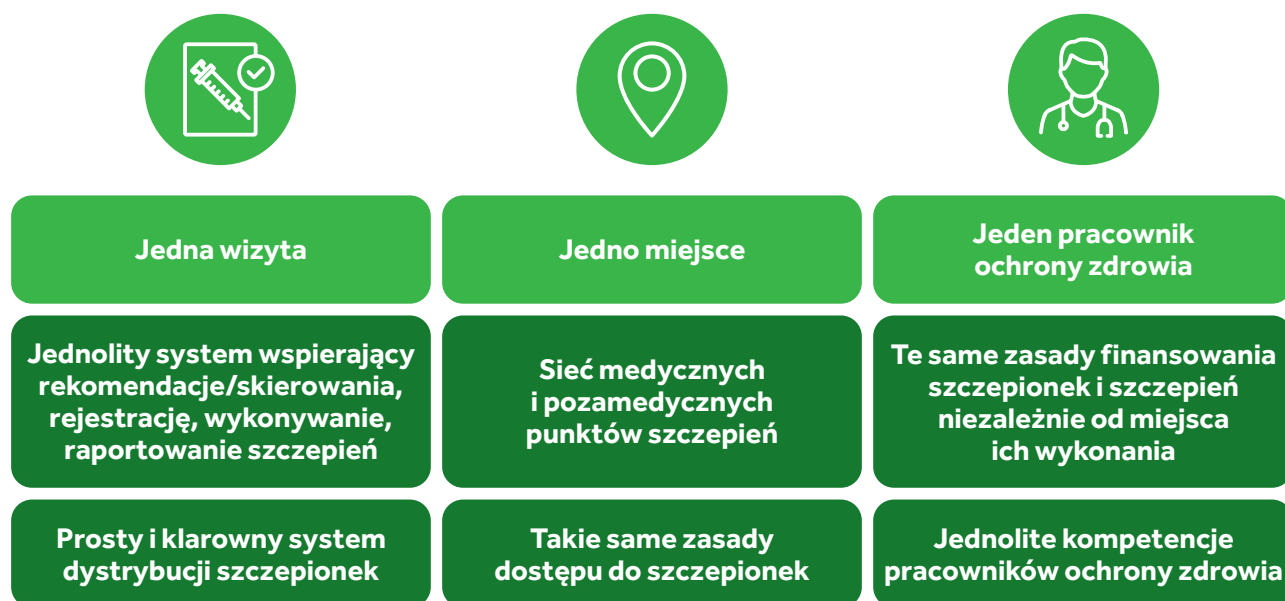 Jedna wizyta
Jedno miejsce
Jeden pracownik
ochrony zdrowia
Jednolity system wspierający
rekomendacje/skierowania,
rejestrację, wykonywanie,
raportowanie szczepień
Sieć medycznych
i pozamedycznych
punktów szczepień
Te same zasady finansowania
szczepionek i szczepień
niezależnie od miejsca
ich wykonania
Prosty i klarowny system
dystrybucji szczepionek
Takie same zasady
dostępu do szczepionek
Jednolite kompetencje
pracowników ochrony zdrowia